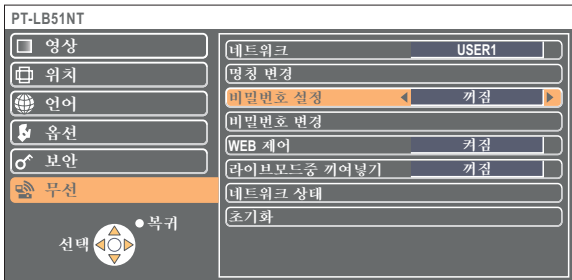 PT-LB51NT
영상
위치
언어
옵션
보안
무선
복귀
선택
네트워크 USER1
명칭 변경
비밀번호 설정 꺼짐
비밀번호 변경
WEB 제어 켜짐
라이브모드중 끼여넣기 꺼짐
네트워크 상태
초기화